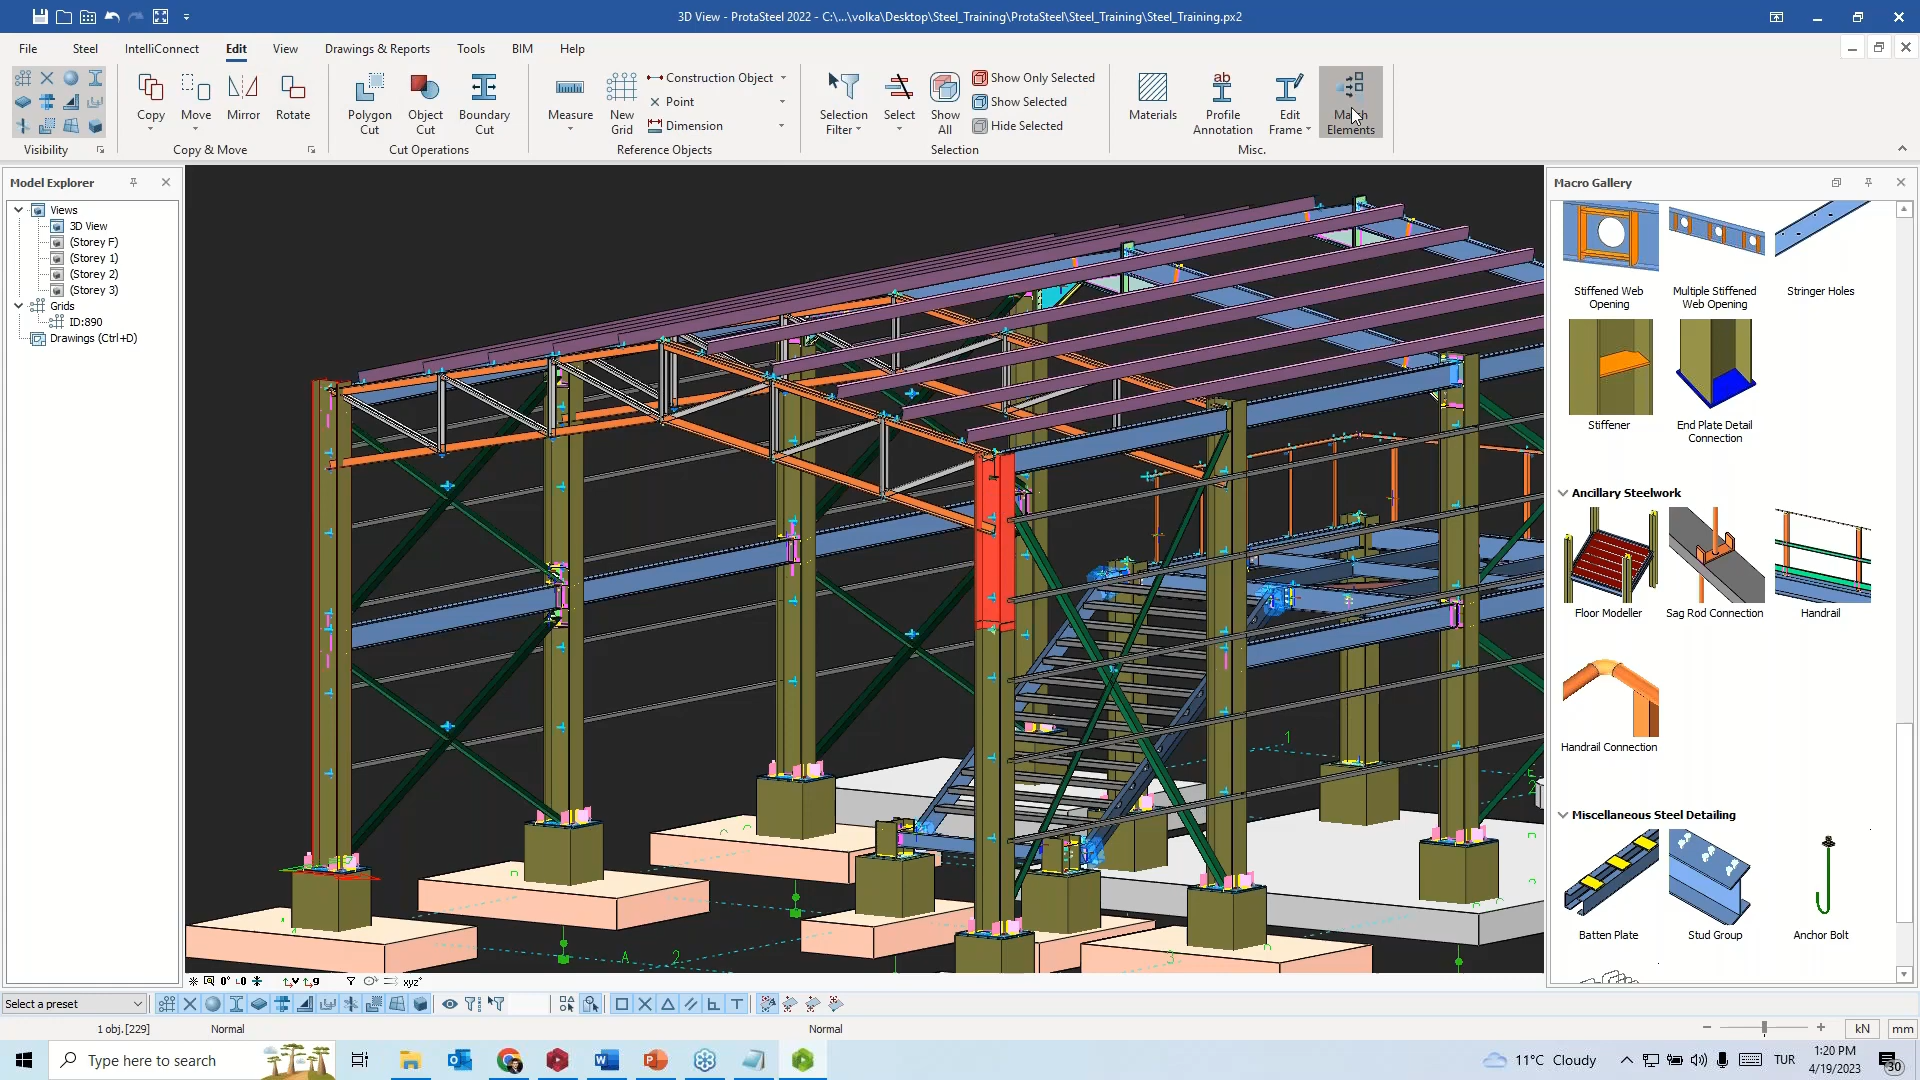 3D View - ProtaSteel 2022 - C:\...\volka\Desktop\Steel_Training\ProtaSteel\Steel_Training\Steel_Training.px2
File Steel IntelliConnect Edit View Drawings & Reports Tools BIM Help
Copy Move Mirror Rotate
Polygon Cut
Object Cut
Boundary Cut
Measure
New Grid
Construction Object
Point
Dimension
Selection Filter
Select
Show All
Show Only Selected
Show Selected
Hide Selected
Materials
Profile Annotation
Edit Frame
Match Elements
Visibility Copy & Move Cut Operations Reference Objects Selection Misc.
Model Explorer
Views
3D View
(Storey F)
(Storey 1)
(Storey 2)
(Storey 3)
Grids
ID:890
Drawings (Ctrl+D)
1
E
2
A 2
3
Macro Gallery
Stiffened Web Opening
Multiple Stiffened Web Opening
Stringer Holes
Stiffener
End Plate Detail Connection
Ancillary Steelwork
Floor Modeller
Sag Rod Connection
Handrail
Handrail Connection
Miscellaneous Steel Detailing
Batten Plate
Stud Group
Anchor Bolt
xyz
Select a preset
1 obj.[229] Normal Normal kN mm
Type here to search
11°C Cloudy
TUR
1:20 PM
4/19/2023
30